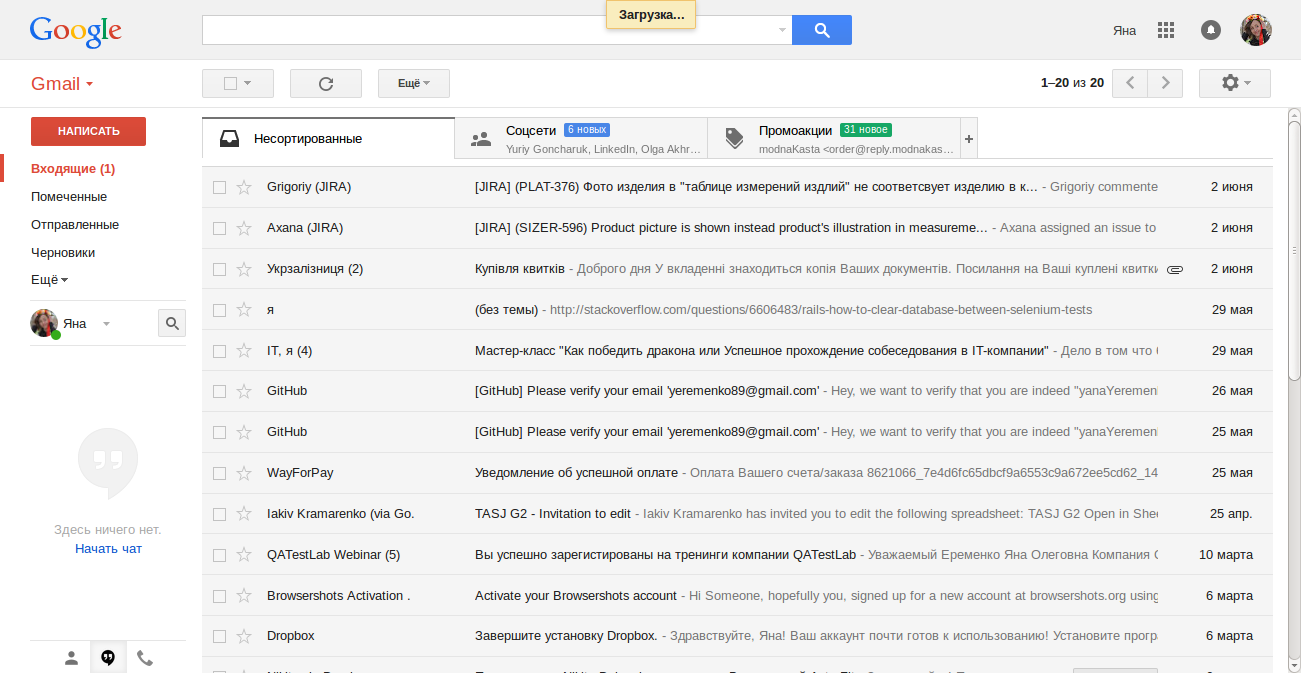 Загрузка...
Google
Яна
Gmail
Ещё
1–20 из 20
НАПИСАТЬ
Входящие (1)
Помеченные
Отправленные
Черновики
Ещё
Яна
Здесь ничего нет.
Начать чат
Несортированные
Соцсети 6 новых
Yuriy Goncharuk, LinkedIn, Olga Akhr...
Промоакции 31 новое
modnaKasta <order@reply.modnakas...
+
Grigoriy (JIRA) [JIRA] (PLAT-376) Фото изделия в "таблице измерений издлий" не соответсвует изделию в к... - Grigoriy commente 2 июня
Axana (JIRA) [JIRA] (SIZER-596) Product picture is shown instead product's illustration in measureme... - Axana assigned an issue to 2 июня
Укрзалізниця (2) Купівля квитків - Доброго дня У вкладенні знаходиться копія Ваших документів. Посилання на Ваші куплені квитки 2 июня
я (без темы) - http://stackoverflow.com/questions/6606483/rails-how-to-clear-database-between-selenium-tests 29 мая
IT, я (4) Мастер-класс "Как победить дракона или Успешное прохождение собеседования в IT-компании" - Дело в том что 29 мая
GitHub [GitHub] Please verify your email 'yeremenko89@gmail.com' - Hey, we want to verify that you are indeed "yanaYeremen 26 мая
GitHub [GitHub] Please verify your email 'yeremenko89@gmail.com' - Hey, we want to verify that you are indeed "yanaYeremen 25 мая
WayForPay Уведомление об успешной оплате - Оплата Вашего счета/заказа 8621066_7e4d6fc65dbcf9a6553c9a672ee5cd62_14 25 мая
Iakiv Kramarenko (via Go. TASJ G2 - Invitation to edit - Iakiv Kramarenko has invited you to edit the following spreadsheet: TASJ G2 Open in Shee 25 апр.
QATestLab Webinar (5) Вы успешно зарегистированы на тренинги компании QATestLab - Уважаемый Еременко Яна Олеговна Компания 10 марта
Browsershots Activation . Activate your Browsershots account - Hi Someone, hopefully you, signed up for a new account at browsershots.org using 6 марта
Dropbox Завершите установку Dropbox. - Здравствуйте, Яна! Ваш аккаунт почти готов к использованию! Установите програ 6 марта